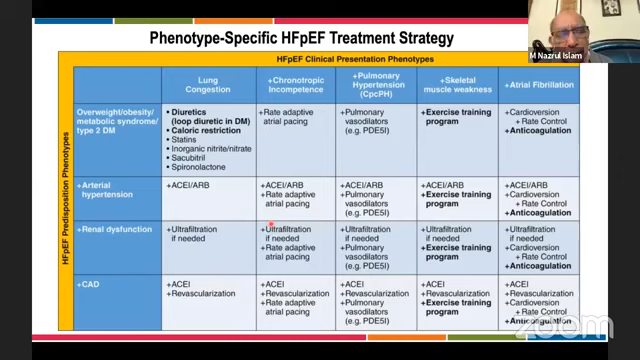 Phenotype-Specific HFpEF Treatment Strategy
M Nazrul Islam
HFpEF Clinical Presentation Phenotypes
HFpEF Predisposition Phenotypes
Lung
Congestion
+Chronotropic
Incompetence
+Pulmonary
Hypertension
(CpcPH)
+Skeletal
muscle weakness
+Atrial Fibrillation
Overweight/obesity/
metabolic syndrome/
type 2 DM
• Diuretics
(loop diuretic in DM)
• Caloric restriction
• Statins
• Inorganic nitrite/nitrate
• Sacubitril
• Spironolactone
+Rate adaptive
atrial pacing
+Pulmonary
vasodilators
(e.g. PDE5I)
+Exercise training
program
+Cardioversion
+Rate Control
+Anticoagulation
+Arterial
hypertension
+ACEI/ARB
+ACEI/ARB
+Rate adaptive
atrial pacing
+ACEI/ARB
+Pulmonary
vasodilators
(e.g. PDE5I)
+ACEI/ARB
+Exercise training
program
+ACEI/ARB
+Cardioversion
+Rate Control
+Anticoagulation
+Renal dysfunction
+Ultrafiltration
if needed
+Ultrafiltration
if needed
+Rate adaptive
atrial pacing
+Ultrafiltration
if needed
+Pulmonary
vasodilators
(e.g. PDE5I)
+Ultrafiltration
if needed
+Exercise training
program
+Ultrafiltration
if needed
+Cardioversion
+Rate Control
+Anticoagulation
+CAD
+ACEI
+Revascularization
+ACEI
+Revascularization
+Rate adaptive
atrial pacing
+ACEI
+Revascularization
+Pulmonary
vasodilators
(e.g. PDE5I)
+ACEI
+Revascularization
+Exercise training
program
+ACEI
+Revascularization
+Cardioversion
+Rate Control
+Anticoagulation
zoom